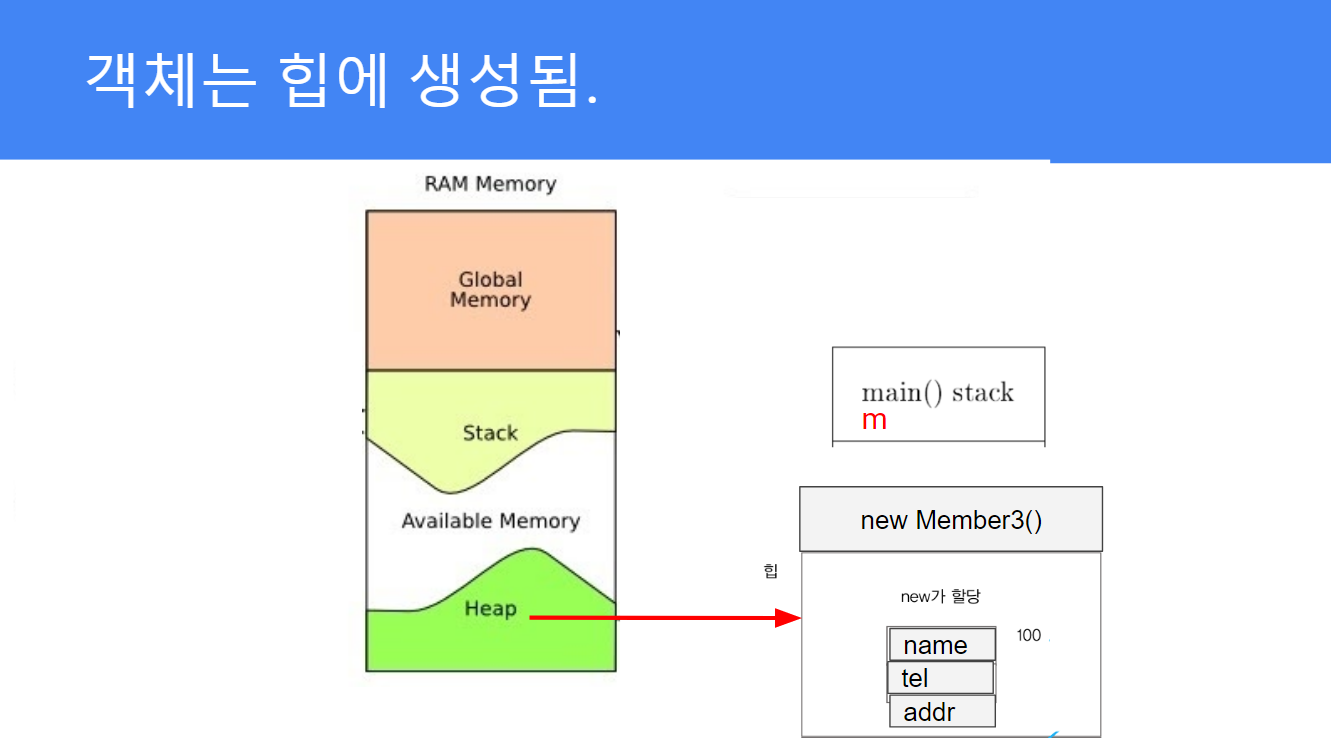 객체는 힙에 생성됨.
RAM Memory
Global
Memory
Stack
Available Memory
Heap
main() stack
m
new Member3()
힙
new가 할당
name
100
tel
addr